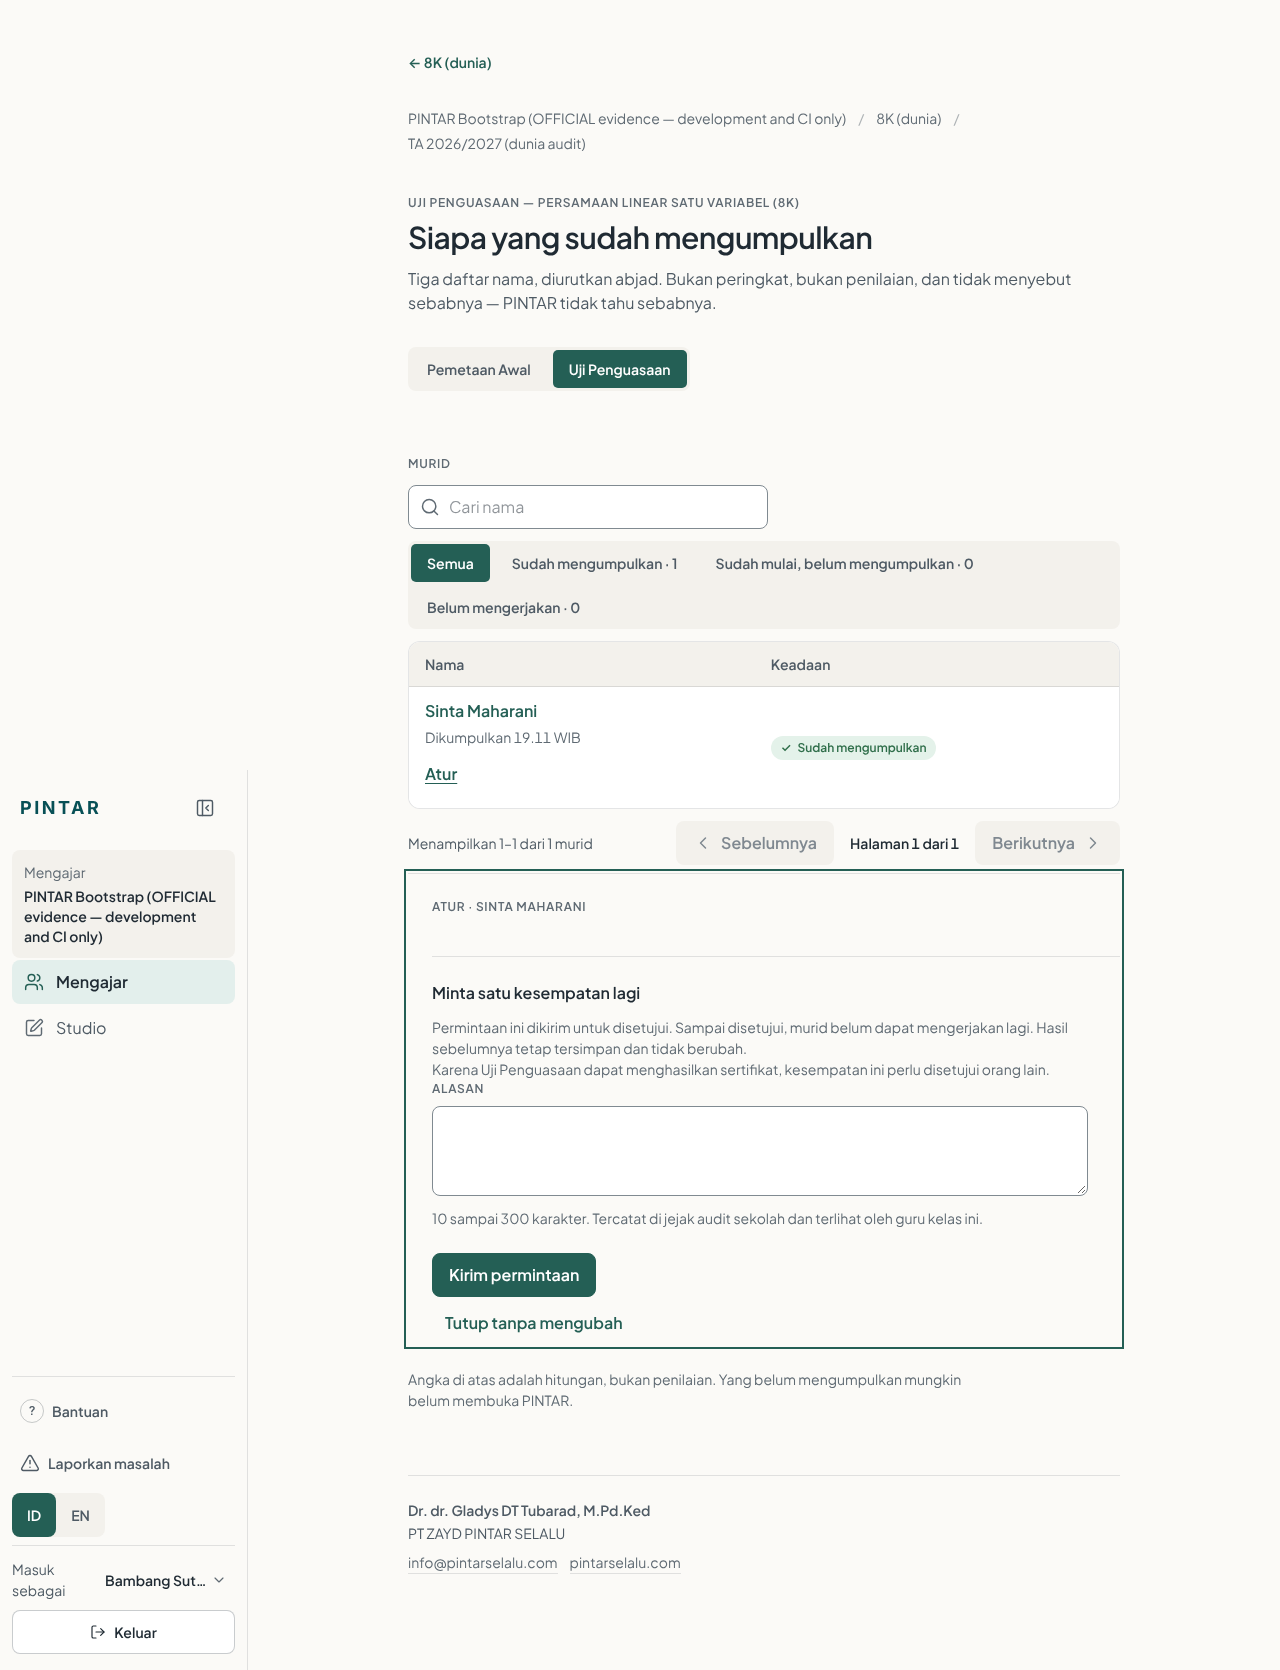 ← 8K (dunia)
PINTAR Bootstrap (OFFICIAL evidence — development and CI only) / 8K (dunia) /
TA 2026/2027 (dunia audit)
UJI PENGUASAAN — PERSAMAAN LINEAR SATU VARIABEL (8K)
Siapa yang sudah mengumpulkan
Tiga daftar nama, diurutkan abjad. Bukan peringkat, bukan penilaian, dan tidak menyebut
sebabnya — PINTAR tidak tahu sebabnya.
Pemetaan Awal
Uji Penguasaan
MURID
Cari nama
Semua
Sudah mengumpulkan · 1
Sudah mulai, belum mengumpulkan · 0
Belum mengerjakan · 0
Nama
Keadaan
Sinta Maharani
Dikumpulkan 19.11 WIB
Sudah mengumpulkan
Atur
Menampilkan 1–1 dari 1 murid
Sebelumnya
Halaman 1 dari 1
Berikutnya
ATUR · SINTA MAHARANI
Minta satu kesempatan lagi
Permintaan ini dikirim untuk disetujui. Sampai disetujui, murid belum dapat mengerjakan lagi. Hasil
sebelumnya tetap tersimpan dan tidak berubah.
Karena Uji Penguasaan dapat menghasilkan sertifikat, kesempatan ini perlu disetujui orang lain.
ALASAN
10 sampai 300 karakter. Tercatat di jejak audit sekolah dan terlihat oleh guru kelas ini.
Kirim permintaan
Tutup tanpa mengubah
Angka di atas adalah hitungan, bukan penilaian. Yang belum mengumpulkan mungkin
belum membuka PINTAR.
Dr. dr. Gladys DT Tubarad, M.Pd.Ked
PT ZAYD PINTAR SELALU
info@pintarselalu.com pintarselalu.com
PINTAR
Mengajar
PINTAR Bootstrap (OFFICIAL
evidence — development
and CI only)
Mengajar
Studio
? Bantuan
Laporkan masalah
ID
EN
Masuk
sebagai
Bambang Sut...
Keluar